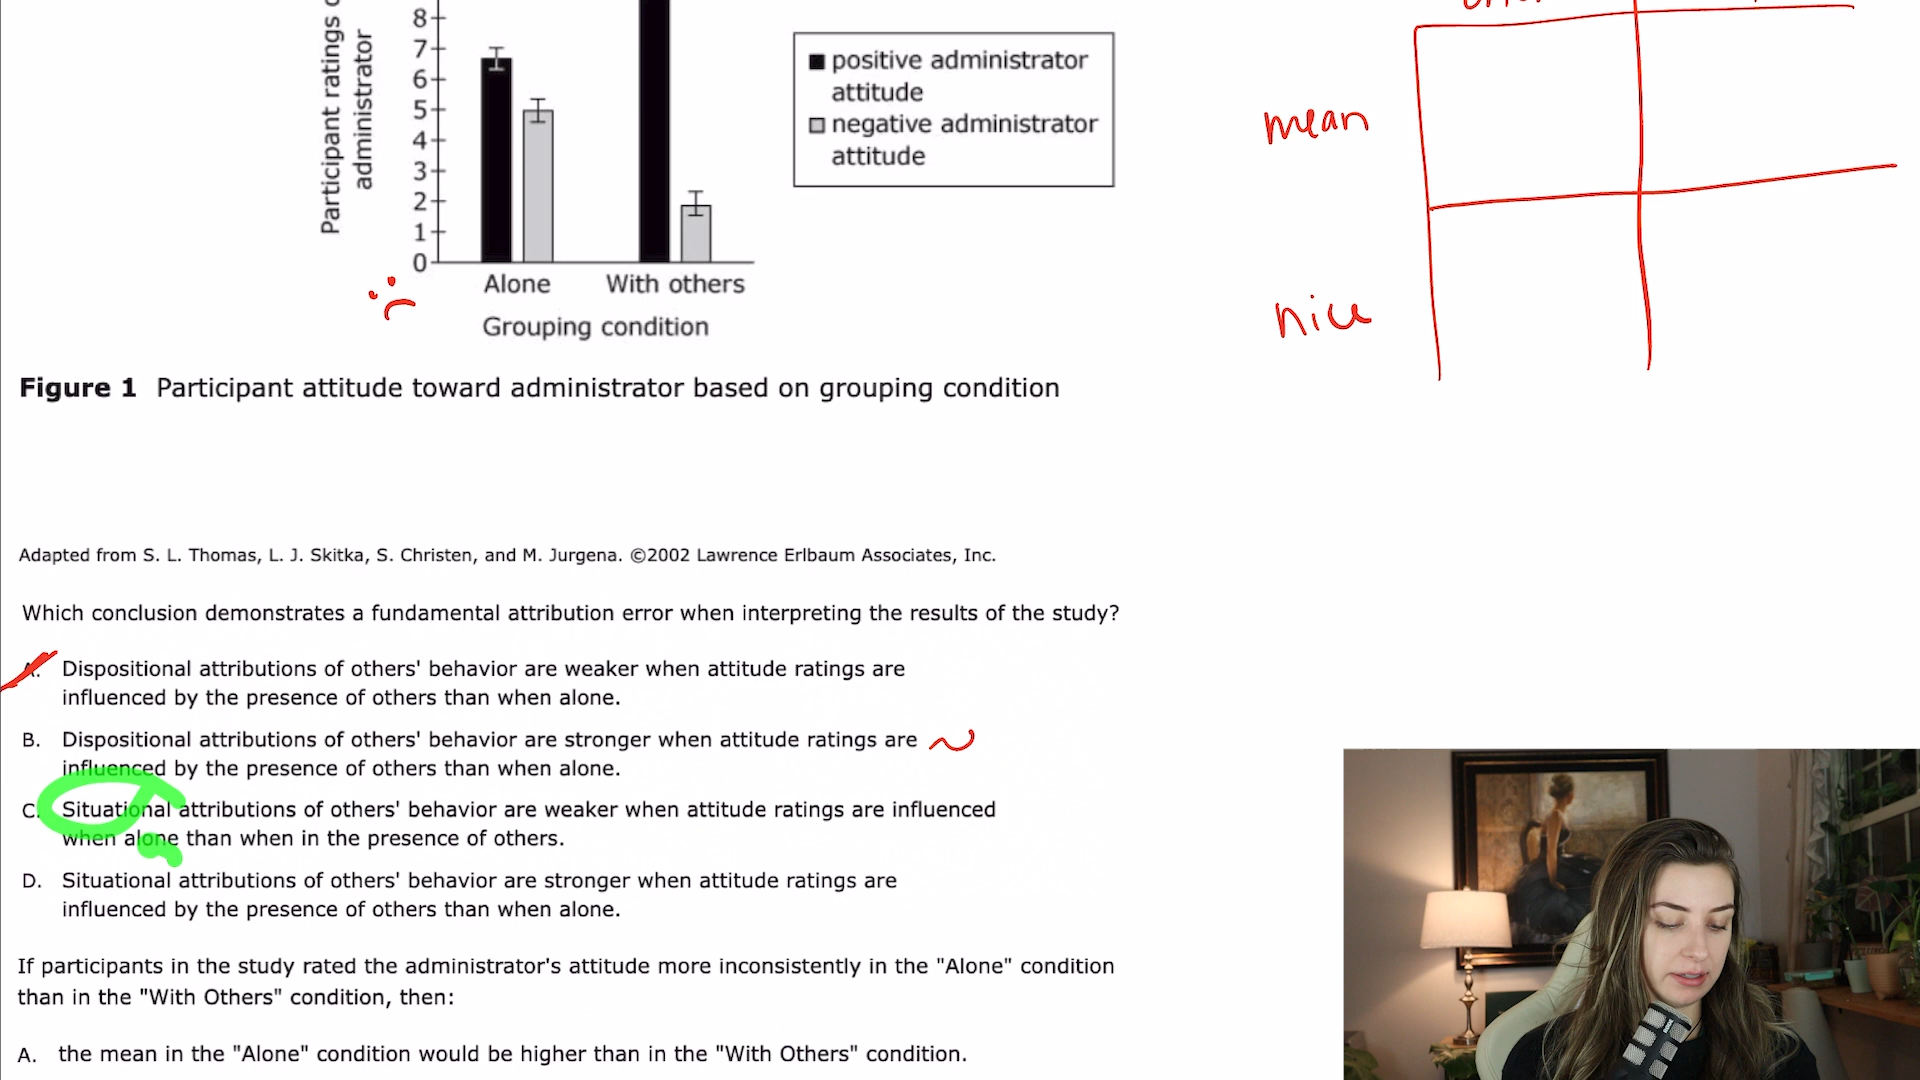 8
7
6
5
4
3
2
1
0
Participant ratings
administrator
Alone
With others
Grouping condition
positive administrator
attitude
negative administrator
attitude
mean
nice
Figure 1 Participant attitude toward administrator based on grouping condition
Adapted from S. L. Thomas, L. J. Skitka, S. Christen, and M. Jurgena. ©2002 Lawrence Erlbaum Associates, Inc.
Which conclusion demonstrates a fundamental attribution error when interpreting the results of the study?
A. Dispositional attributions of others' behavior are weaker when attitude ratings are
influenced by the presence of others than when alone.
B. Dispositional attributions of others' behavior are stronger when attitude ratings are
influenced by the presence of others than when alone.
C. Situational attributions of others' behavior are weaker when attitude ratings are influenced
when alone than when in the presence of others.
D. Situational attributions of others' behavior are stronger when attitude ratings are
influenced by the presence of others than when alone.
If participants in the study rated the administrator's attitude more inconsistently in the "Alone" condition
than in the "With Others" condition, then:
A. the mean in the "Alone" condition would be higher than in the "With Others" condition.